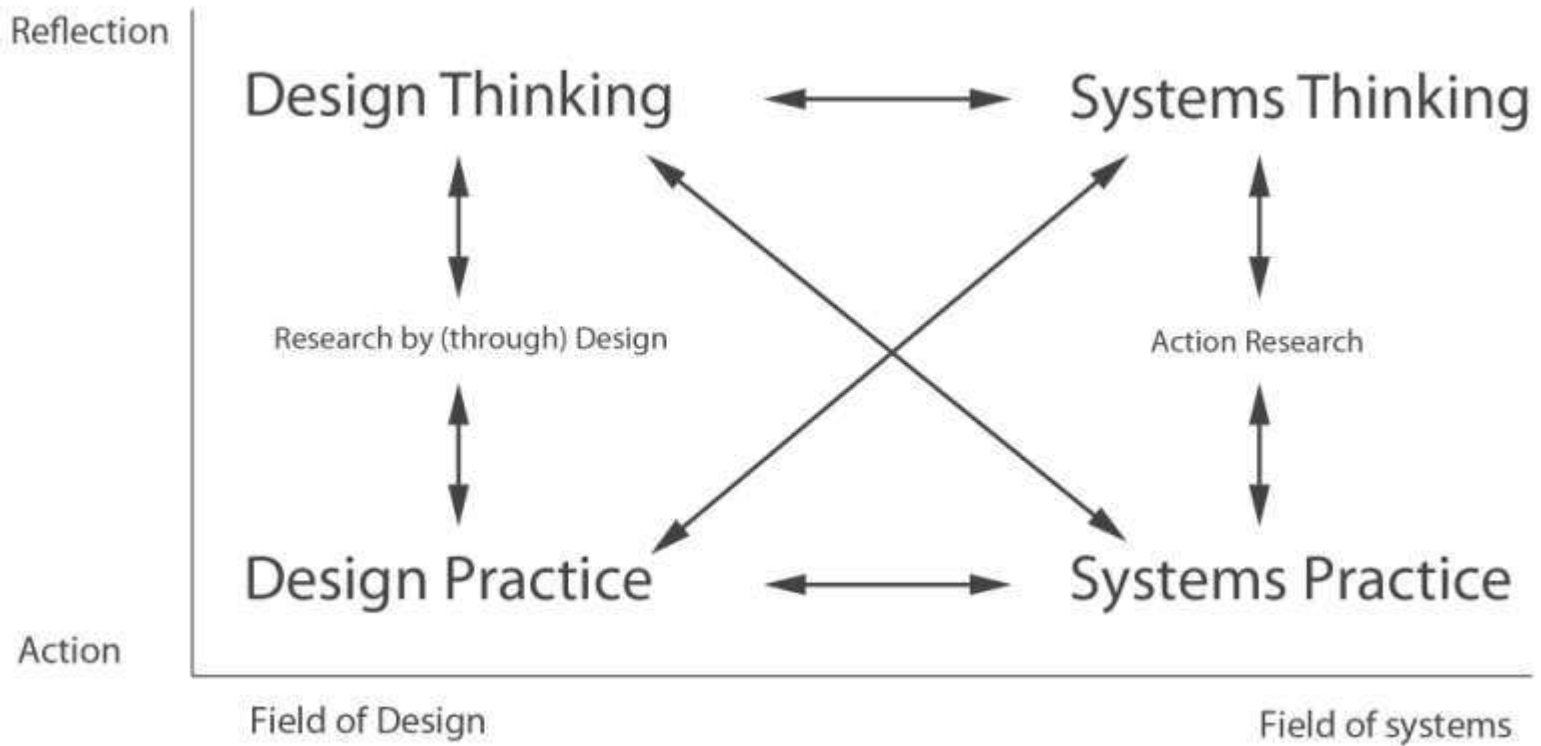 Reflection
Design Thinking
Systems Thinking
Research by (through) Design
Action Research
Design Practice
Systems Practice
Action
Field of Design
Field of systems